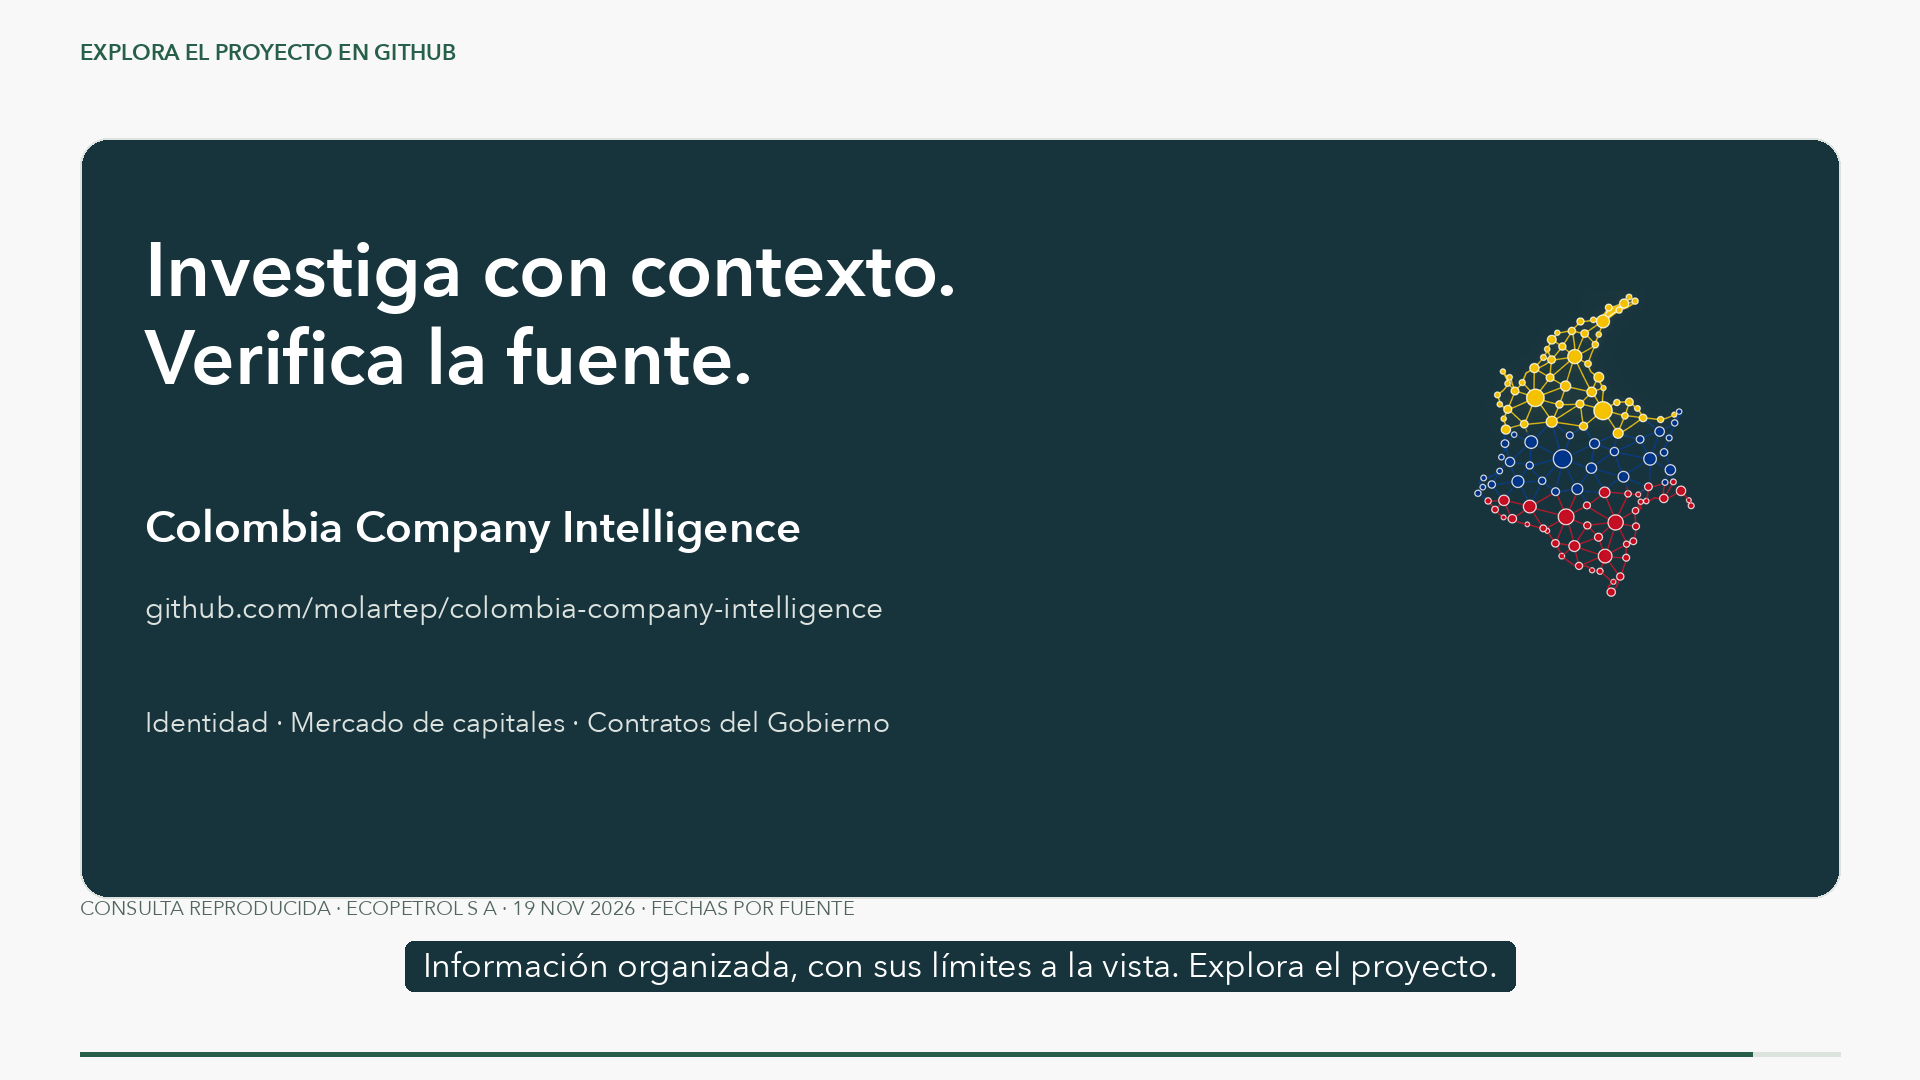 EXPLORA EL PROYECTO EN GITHUB
Investiga con contexto.
Verifica la fuente.
Colombia Company Intelligence
github.com/molartep/colombia-company-intelligence
Identidad · Mercado de capitales · Contratos del Gobierno
CONSULTA REPRODUCIDA · ECOPETROL S A · 19 NOV 2026 · FECHAS POR FUENTE
Información organizada, con sus límites a la vista. Explora el proyecto.